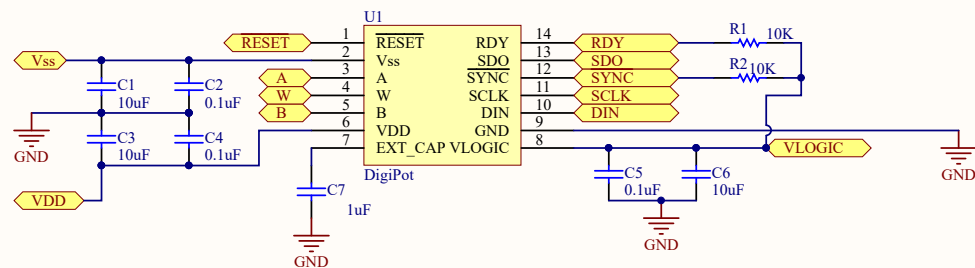 U1
R1
10K
RESET
1
RESET
RDY
14
RDY
Vss
2
Vss
SDO
13
SDO
R2
10K
C1
10uF
C2
0.1uF
A
3
A
SYNC
12
SYNC
W
4
W
SCLK
11
SCLK
B
5
B
DIN
10
DIN
GND
C3
10uF
C4
0.1uF
6
VDD
GND
9
GND
7
EXT_CAP
VLOGIC
8
VLOGIC
VDD
DigiPot
C7
1uF
C5
0.1uF
C6
10uF
GND
GND